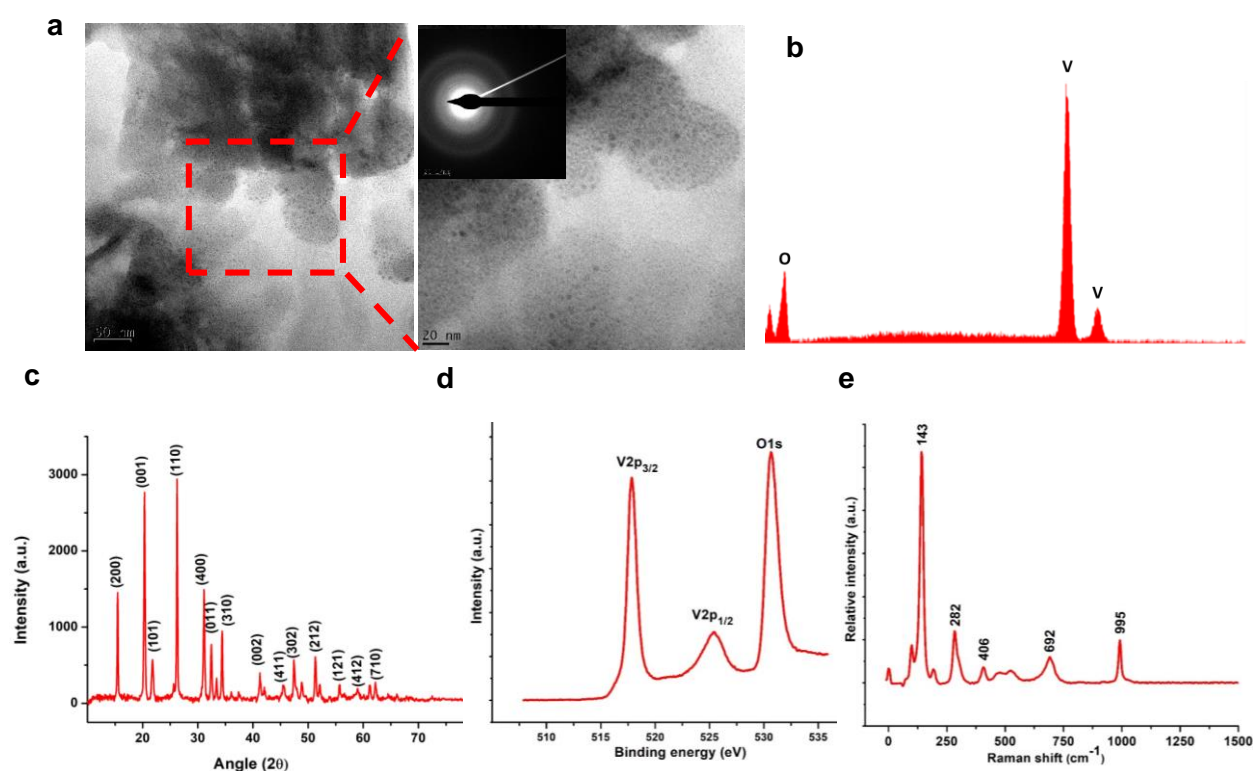 a
50 nm
20 nm
b
O
V
V
c
Intensity (a.u.)
3000
2000
1000
0
(200)
(001)
(101)
(110)
(400)
(011)
(310)
(002)
(411)
(302)
(212)
(121)
(412)
(710)
20 30 40 50 60 70
Angle (2θ)
d
Intensity (a.u.)
V2p3/2
V2p1/2
O1s
510 515 520 525 530 535
Binding energy (eV)
e
Relative intensity (a.u.)
143
282
406
692
995
0 250 500 750 1000 1250 1500
Raman shift (cm-1)